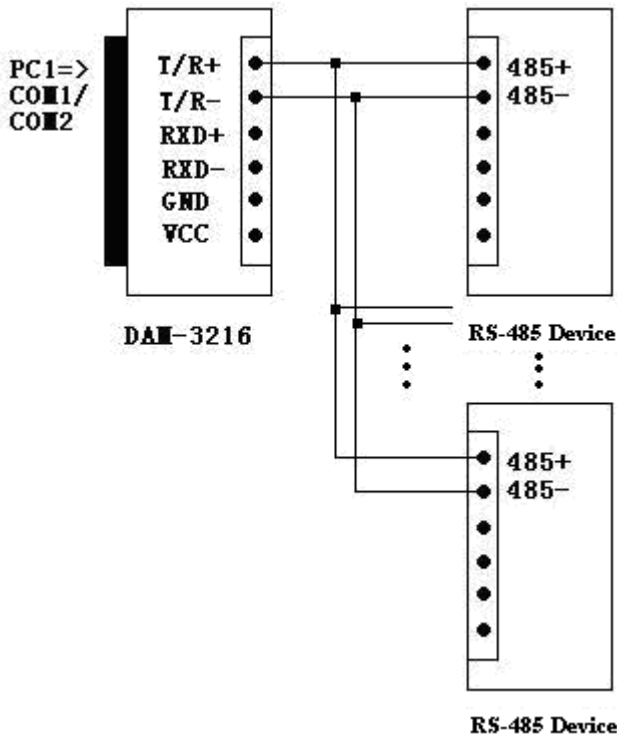 PC1=>
COM1/
COM2
T/R+
T/R-
RXD+
RXD-
GND
VCC
DAM-3216
485+
485-
RS-485 Device
485+
485-
RS-485 Device